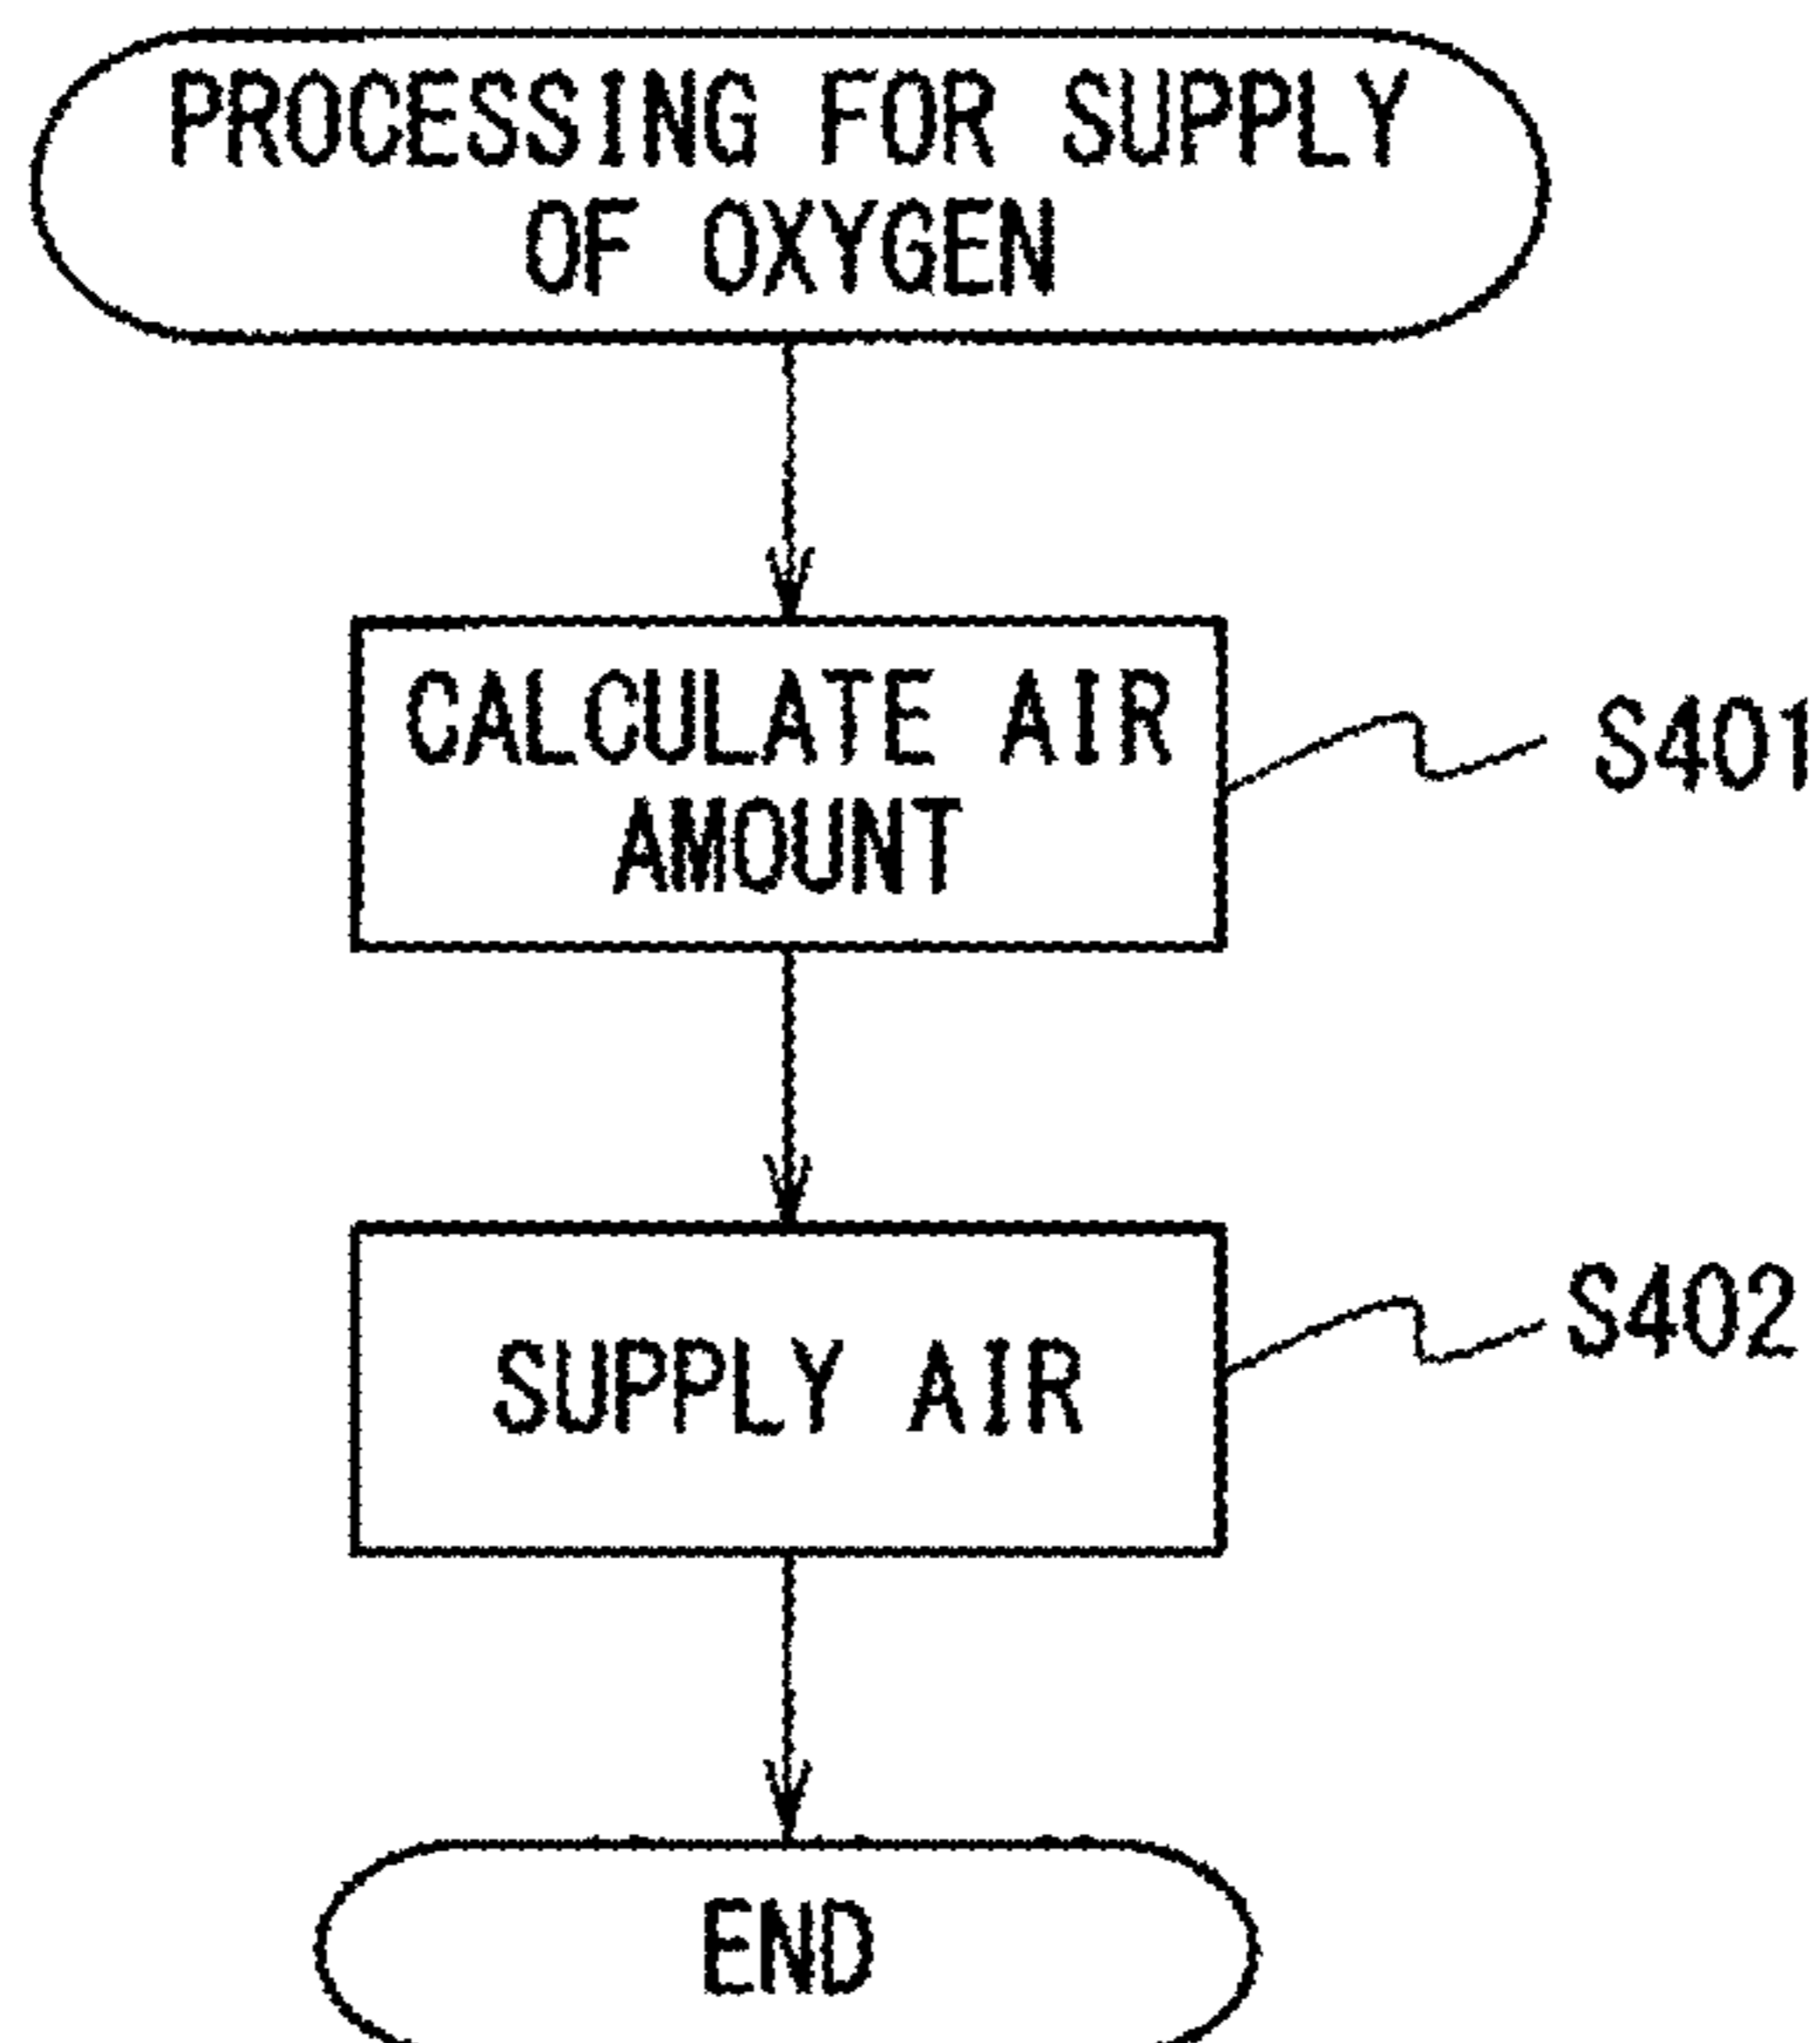 PROCESSING FOR SUPPLY
OF OXYGEN
CALCULATE AIR
AMOUNT
S401
SUPPLY AIR
S402
END